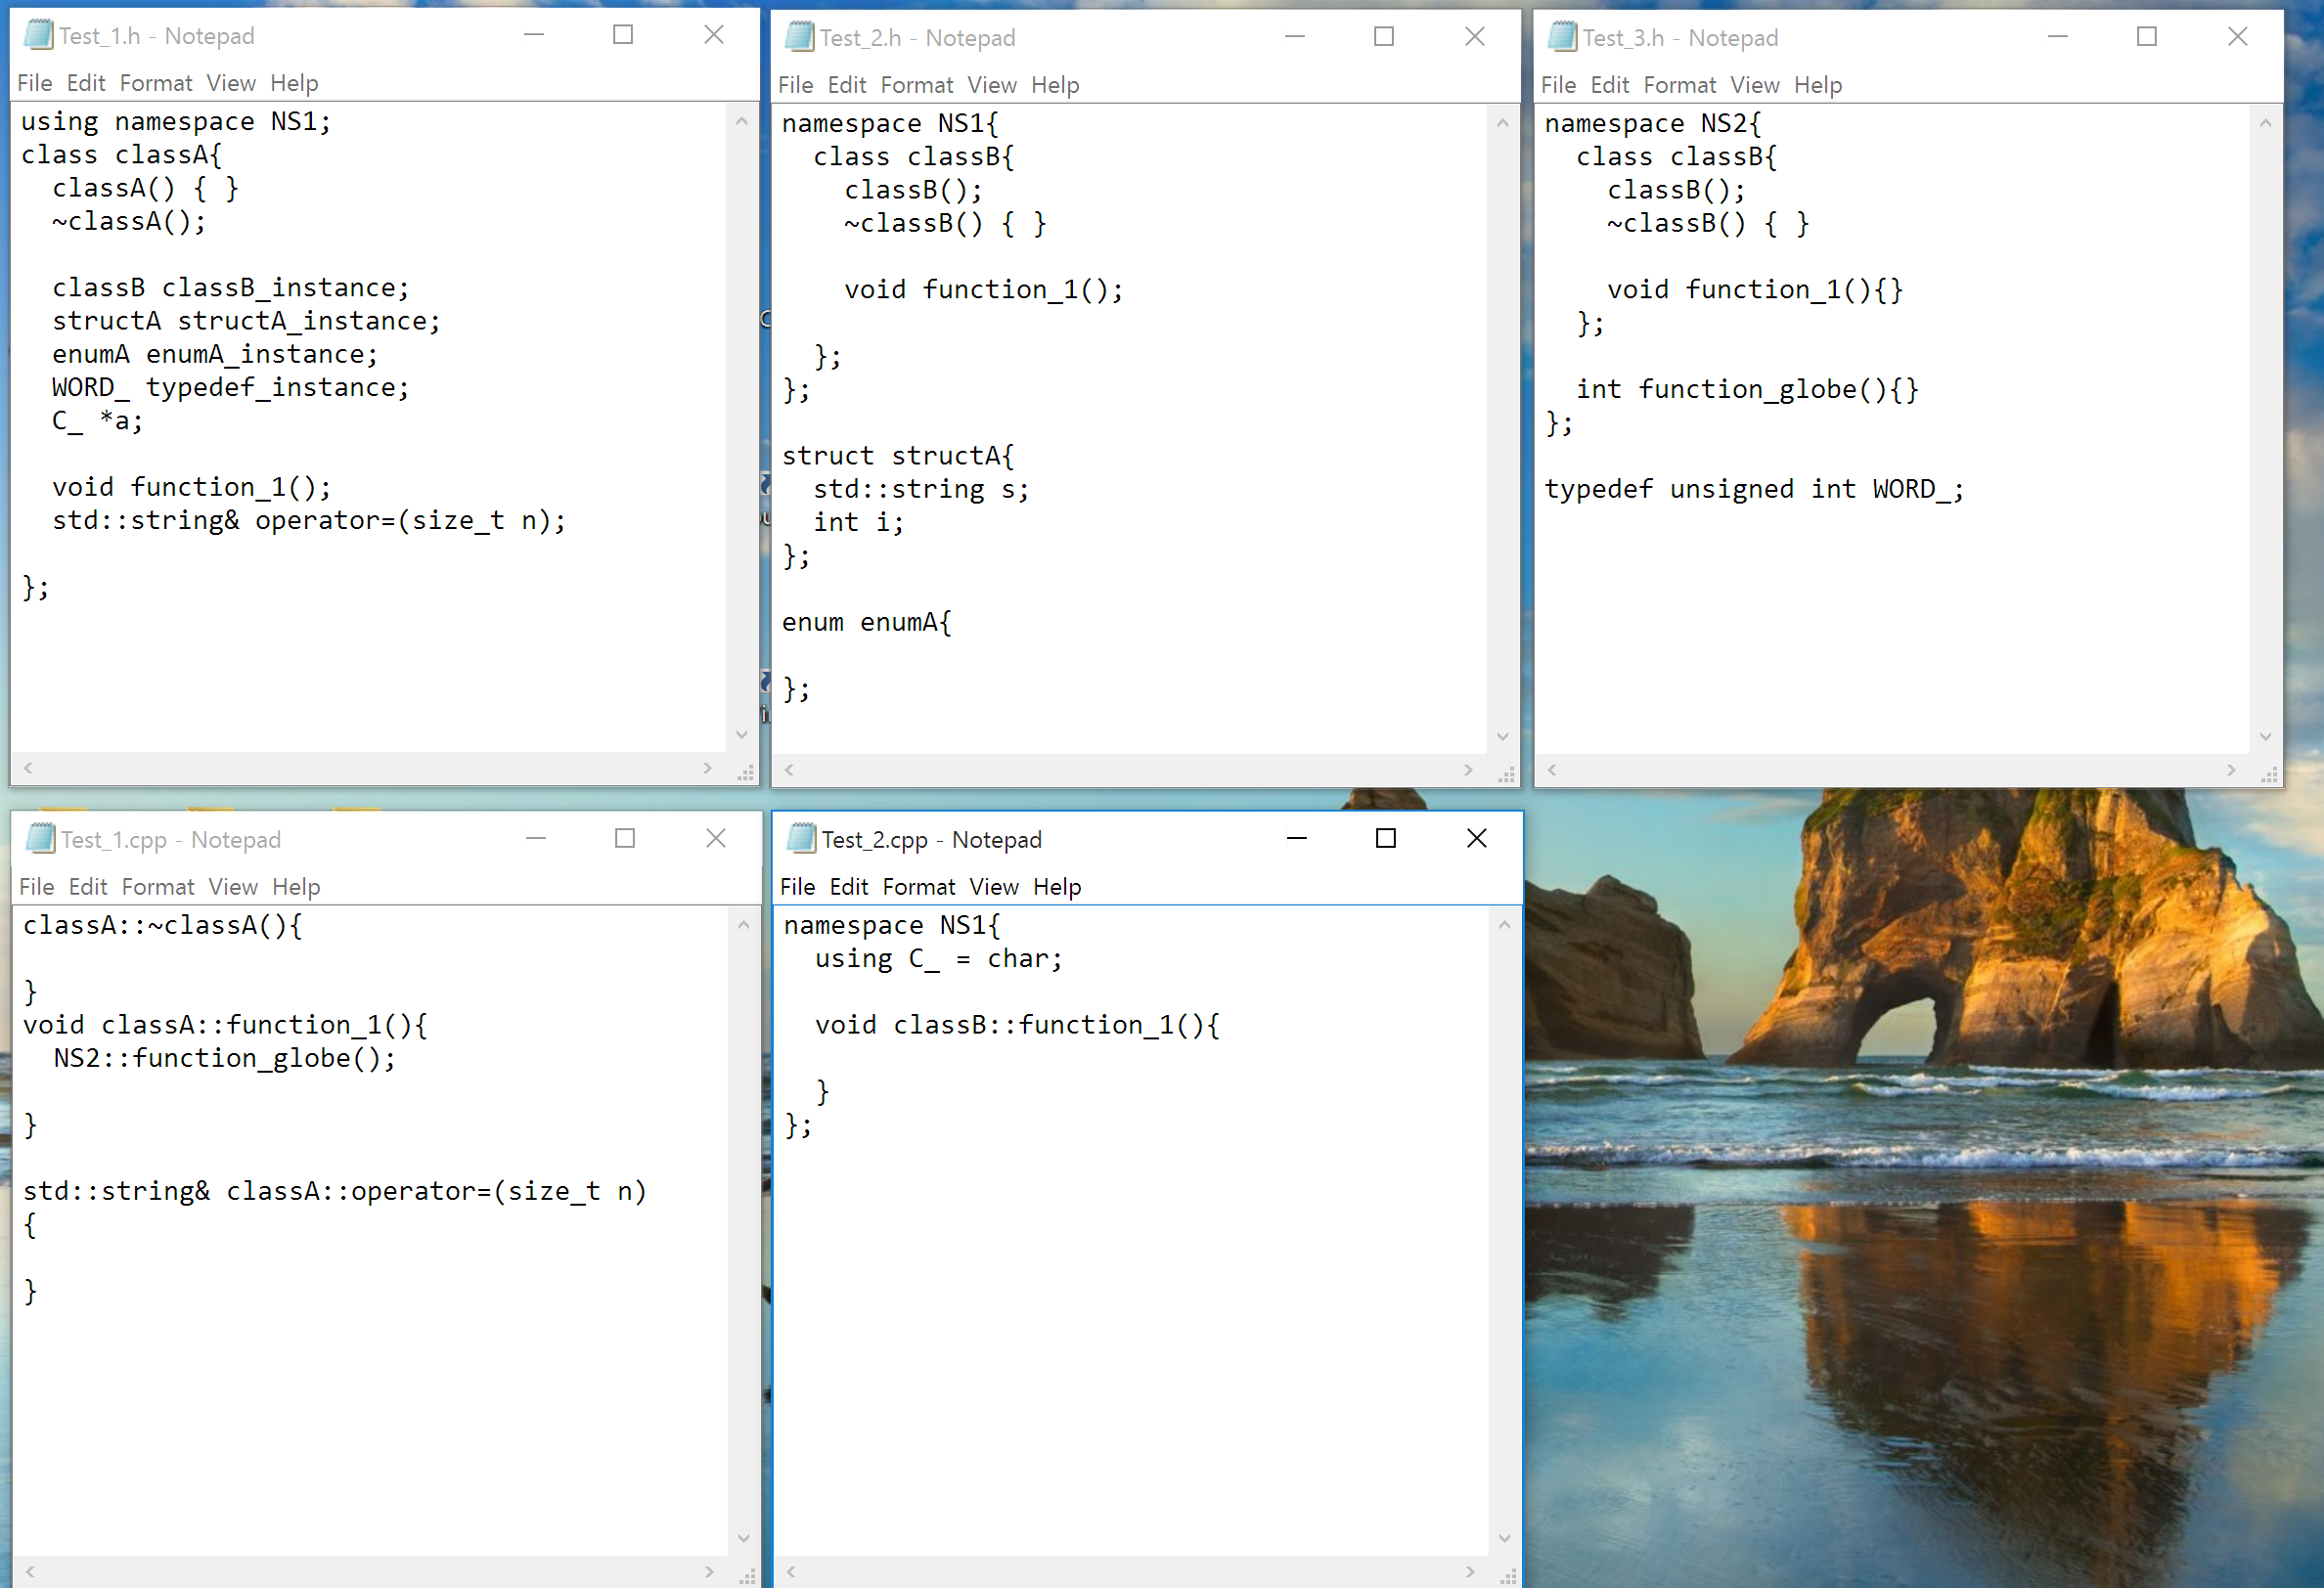 Test_1.h - Notepad
File Edit Format View Help
using namespace NS1;
class classA{
  classA() { }
  ~classA();

  classB classB_instance;
  structA structA_instance;
  enumA enumA_instance;
  WORD_ typedef_instance;
  C_ *a;

  void function_1();
  std::string& operator=(size_t n);

};
Test_2.h - Notepad
File Edit Format View Help
namespace NS1{
  class classB{
    classB();
    ~classB() { }

    void function_1();

  };
};

struct structA{
  std::string s;
  int i;
};

enum enumA{

};
Test_3.h - Notepad
File Edit Format View Help
namespace NS2{
  class classB{
    classB();
    ~classB() { }

    void function_1(){}
  };

  int function_globe(){}
};

typedef unsigned int WORD_;
Test_1.cpp - Notepad
File Edit Format View Help
classA::~classA(){

}
void classA::function_1(){
  NS2::function_globe();

}

std::string& classA::operator=(size_t n)
{

}
Test_2.cpp - Notepad
File Edit Format View Help
namespace NS1{
  using C_ = char;

  void classB::function_1(){

  }
};